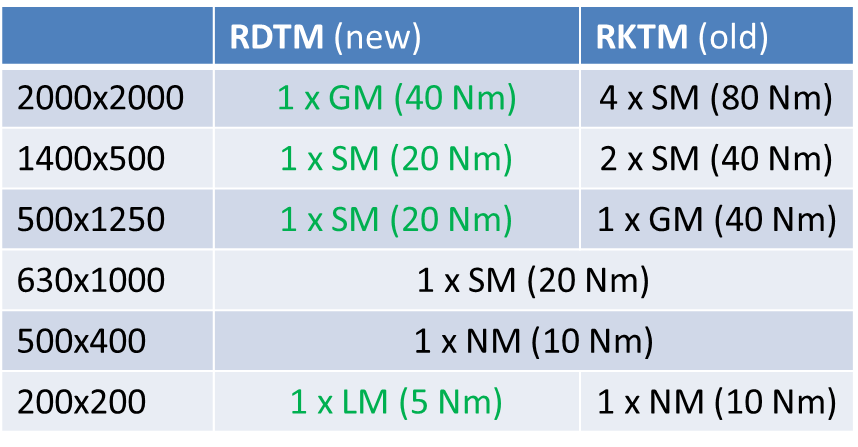 RDTM (new) RKTM (old)
2000x2000 1 x GM (40 Nm) 4 x SM (80 Nm)
1400x500 1 x SM (20 Nm) 2 x SM (40 Nm)
500x1250 1 x SM (20 Nm) 1 x GM (40 Nm)
630x1000 1 x SM (20 Nm)
500x400 1 x NM (10 Nm)
200x200 1 x LM (5 Nm) 1 x NM (10 Nm)